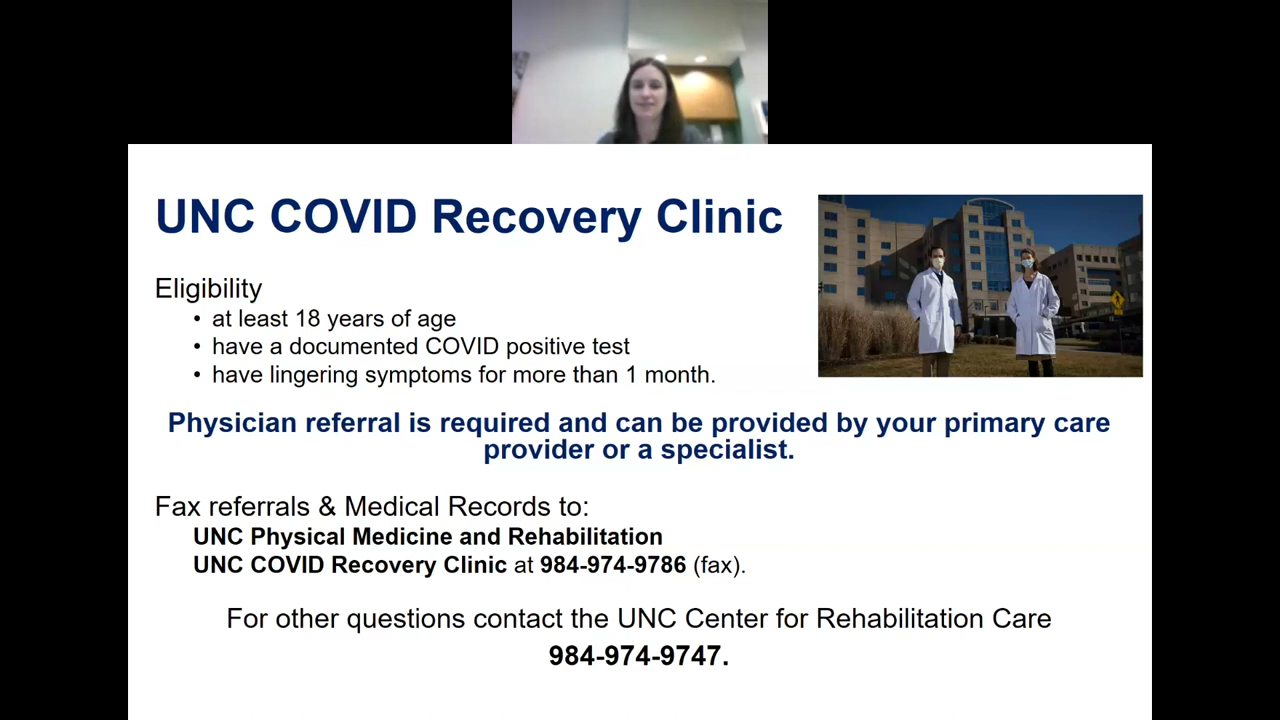 UNC COVID Recovery Clinic
Eligibility
• at least 18 years of age
• have a documented COVID positive test
• have lingering symptoms for more than 1 month.
Physician referral is required and can be provided by your primary care
provider or a specialist.
Fax referrals & Medical Records to:
UNC Physical Medicine and Rehabilitation
UNC COVID Recovery Clinic at 984-974-9786 (fax).
For other questions contact the UNC Center for Rehabilitation Care
984-974-9747.